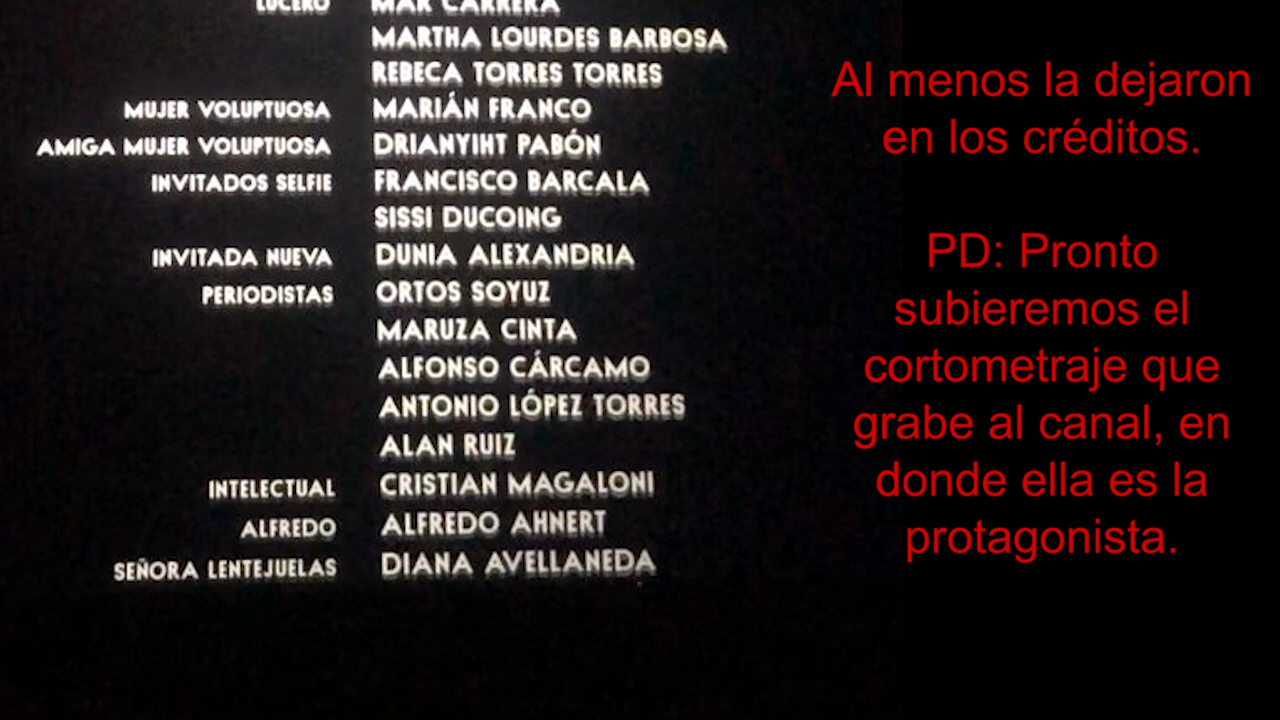 LUCERO MAR CARRERA
MARTHA LOURDES BARBOSA
REBECA TORRES TORRES
MUJER VOLUPTUOSA MARIÁN FRANCO
AMIGA MUJER VOLUPTUOSA DRIANYIHT PABÓN
INVITADOS SELFIE FRANCISCO BARCALA
SISSI DUCOING
INVITADA NUEVA DUNIA ALEXANDRIA
PERIODISTAS ORTOS SOYUZ
MARUZA CINTA
ALFONSO CÁRCAMO
ANTONIO LÓPEZ TORRES
ALAN RUIZ
INTELECTUAL CRISTIAN MAGALONI
ALFREDO ALFREDO AHNERT
SEÑORA LENTEJUELAS DIANA AVELLANEDA
Al menos la dejaron
en los créditos.
PD: Pronto
subieremos el
cortometraje que
grabe al canal, en
donde ella es la
protagonista.